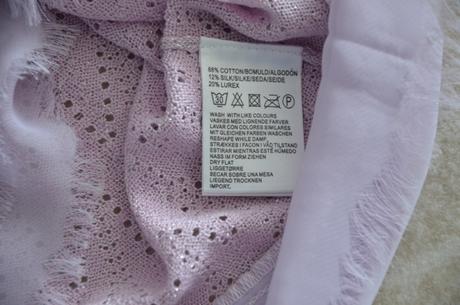 68% COTTON/BOMULD/ALGODÓN
12% SILK/SILKE/SEDA/SEIDE
20% LUREX
WASH WITH LIKE COLOURS
VASKES MED LIGNENDE FARVER
LAVAR CON COLORES SIMILARES
MIT GLEICHEN FARBEN WASCHEN
RESHAPE WHILE DAMP
STRÆKKES I FACON I VÅD TILSTAND
ESTIRAR MIENTRAS ESTÉ HÚMEDO
NASS IM FORM ZIEHEN
DRY FLAT
LIGGETØRRE
SECAR SOBRE UNA MESA
LIEGEND TROCKNEN
IMPORT.